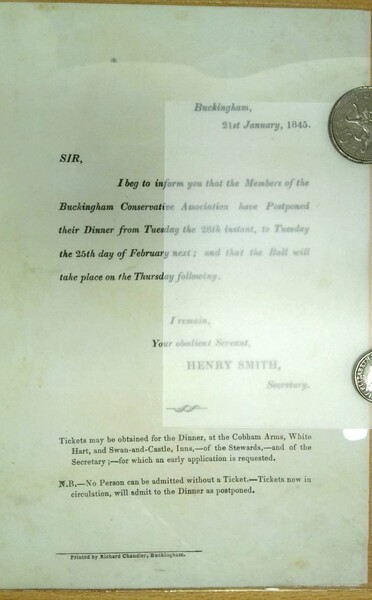 Buckingham,
21st January, 1845.
SIR,
I beg to inform you that the Members of the
Buckingham Conservative Association have Postponed
their Dinner from Tuesday the 28th instant, to Tuesday
the 25th day of February next; and that the Ball will
take place on the Thursday following.
I remain,
Your obedient Servant,
HENRY SMITH,
Secretary.
Tickets may be obtained for the Dinner, at the Cobham Arms, White
Hart, and Swan-and-Castle, Inns,—of the Stewards,—and of the
Secretary;—for which an early application is requested.
N.B.—No Person can be admitted without a Ticket.—Tickets now in
circulation, will admit to the Dinner as postponed.
Printed by Richard Chandler, Buckingham.